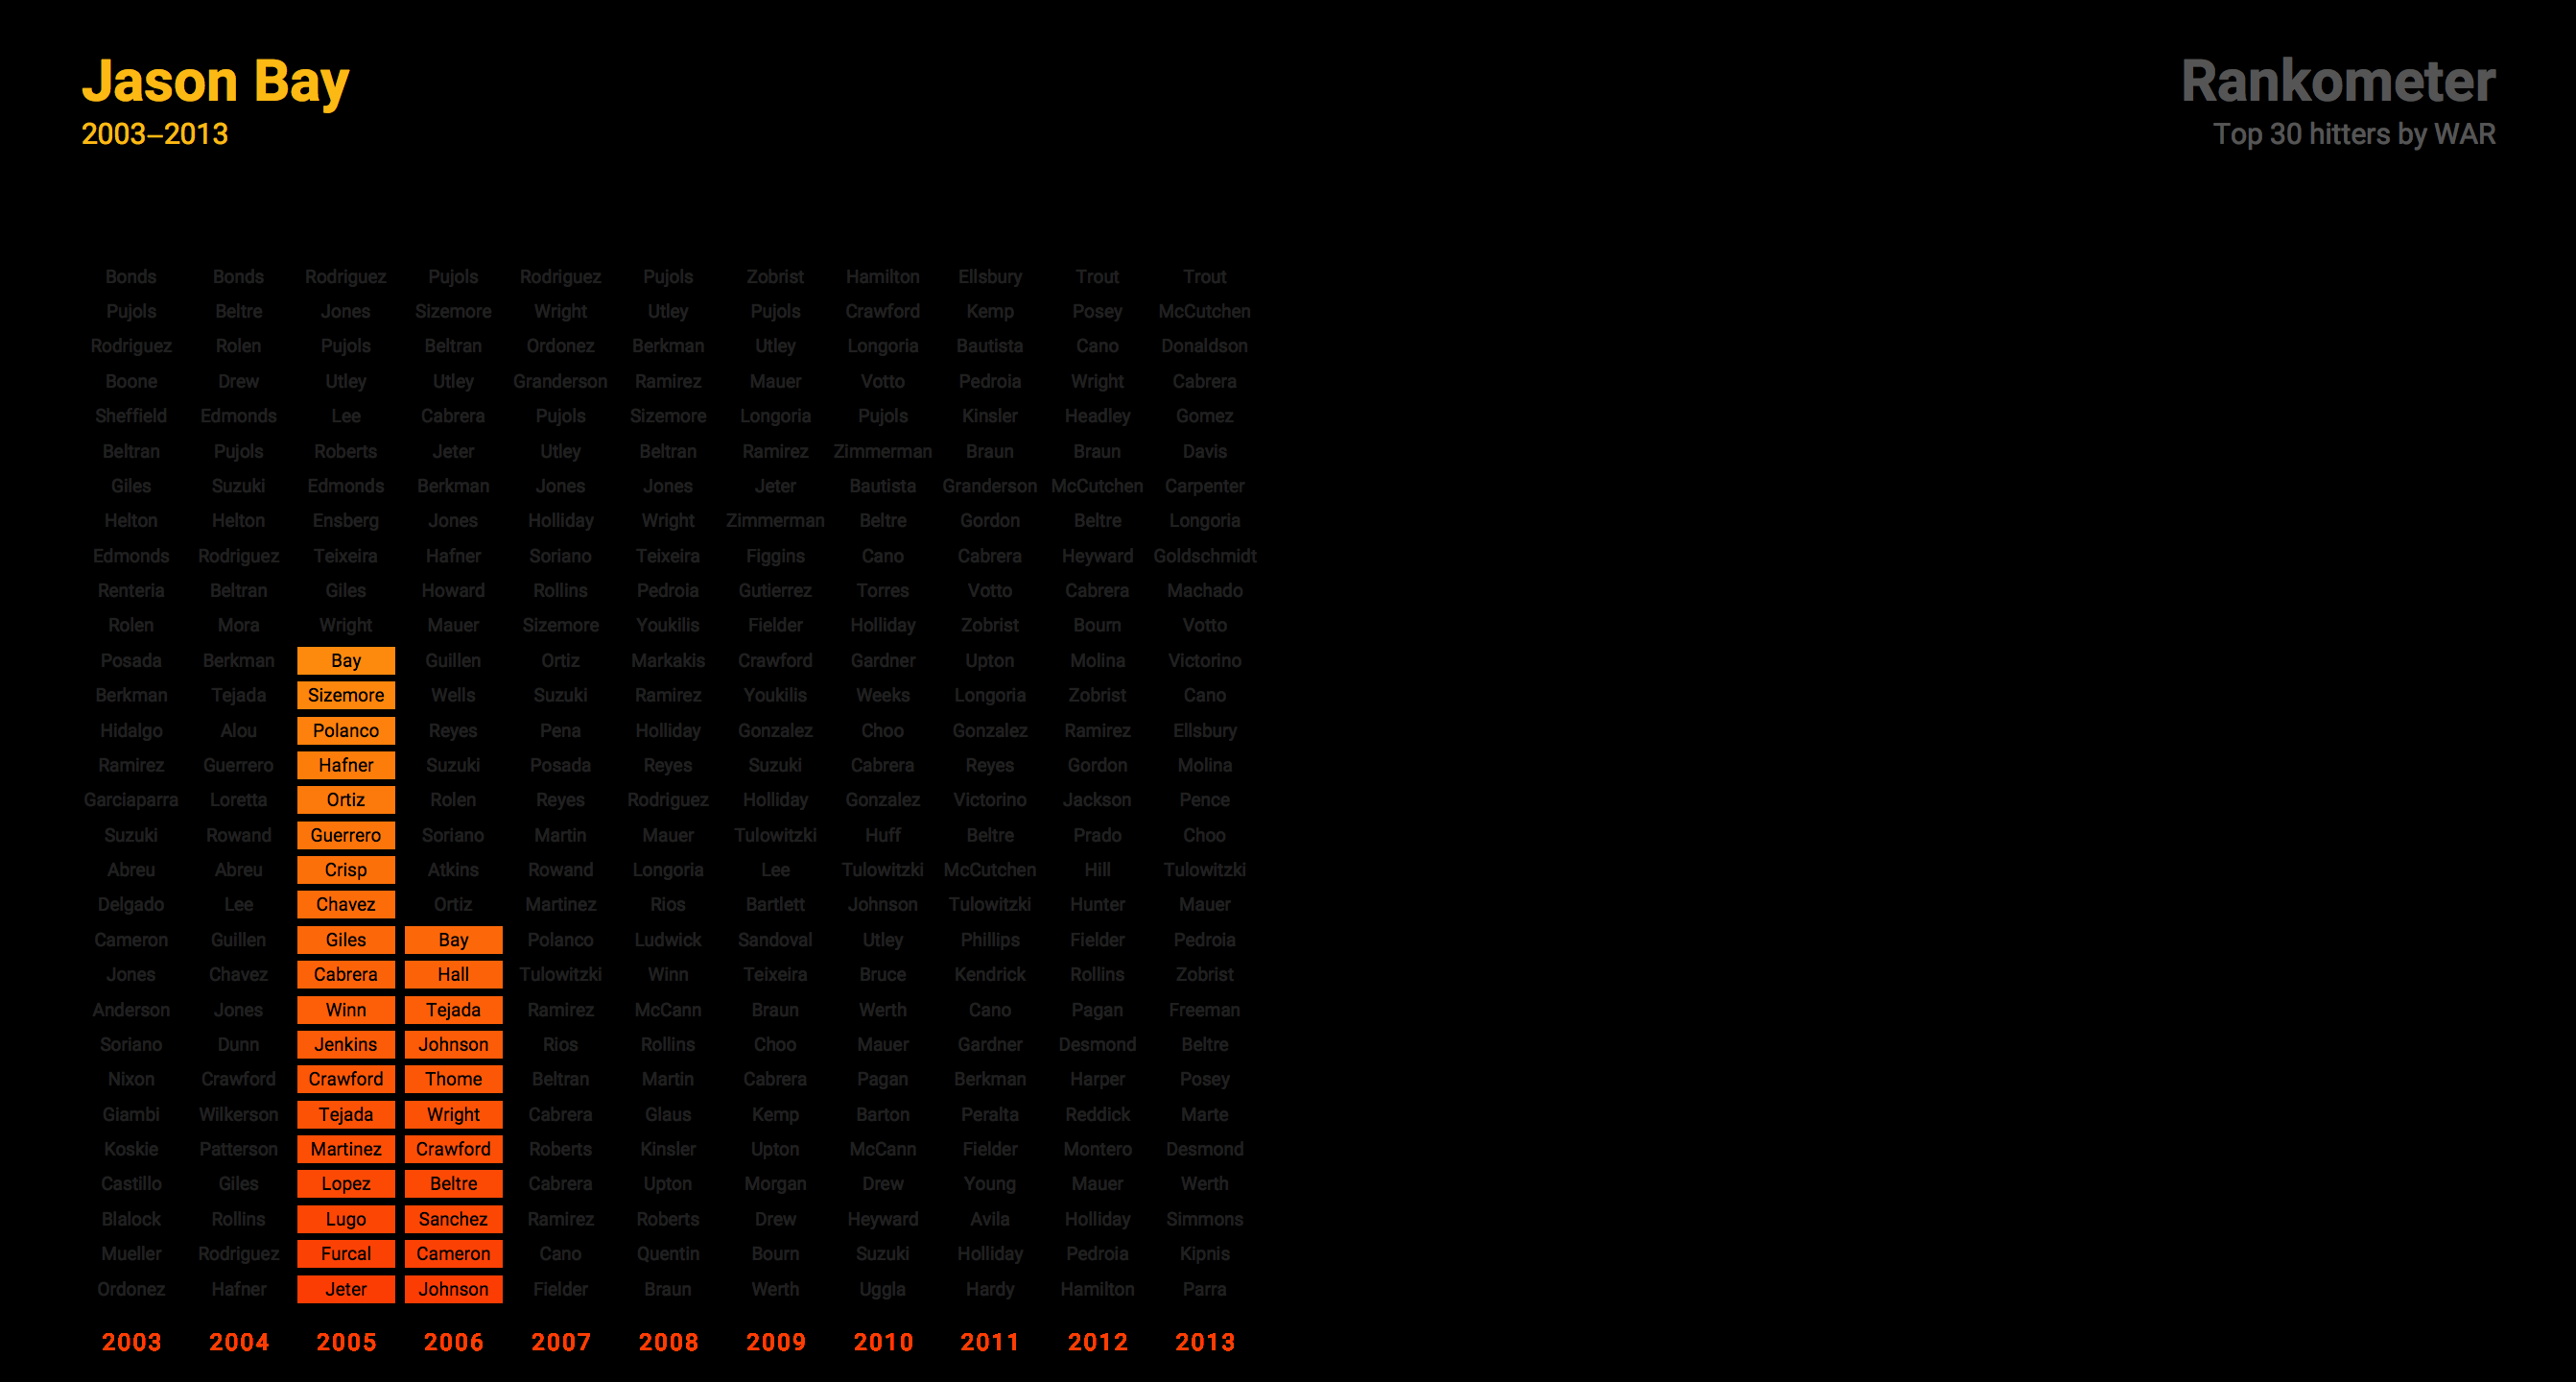 Jason Bay
2003–2013
Rankometer
Top 30 hitters by WAR
Bonds Bonds Rodriguez Pujols Rodriguez Pujols Zobrist Hamilton Ellsbury Trout Trout
Pujols Beltre Jones Sizemore Wright Utley Pujols Crawford Kemp Posey McCutchen
Rodriguez Rolen Pujols Beltran Ordonez Berkman Utley Longoria Bautista Cano Donaldson
Boone Drew Utley Utley Granderson Ramirez Mauer Votto Pedroia Wright Cabrera
Sheffield Edmonds Lee Cabrera Pujols Sizemore Longoria Pujols Kinsler Headley Gomez
Beltran Pujols Roberts Jeter Utley Beltran Ramirez Zimmerman Braun Braun Davis
Giles Suzuki Edmonds Berkman Jones Jones Jeter Bautista Granderson McCutchen Carpenter
Helton Helton Ensberg Jones Holliday Wright Zimmerman Beltre Gordon Beltre Longoria
Edmonds Rodriguez Teixeira Hafner Soriano Teixeira Figgins Cano Cabrera Heyward Goldschmidt
Renteria Beltran Giles Howard Rollins Pedroia Gutierrez Torres Votto Cabrera Machado
Rolen Mora Wright Mauer Sizemore Youkilis Fielder Holliday Zobrist Bourn Votto
Posada Berkman Bay Guillen Ortiz Markakis Crawford Gardner Upton Molina Victorino
Berkman Tejada Sizemore Wells Suzuki Ramirez Youkilis Weeks Longoria Zobrist Cano
Hidalgo Alou Polanco Reyes Pena Holliday Gonzalez Choo Gonzalez Ramirez Ellsbury
Ramirez Guerrero Hafner Suzuki Posada Reyes Suzuki Cabrera Reyes Gordon Molina
Garciaparra Loretta Ortiz Rolen Reyes Rodriguez Holliday Gonzalez Victorino Jackson Pence
Suzuki Rowand Guerrero Soriano Martin Mauer Tulowitzki Huff Beltre Prado Choo
Abreu Abreu Crisp Atkins Rowand Longoria Lee Tulowitzki McCutchen Hill Tulowitzki
Delgado Lee Chavez Ortiz Martinez Rios Bartlett Johnson Tulowitzki Hunter Mauer
Cameron Guillen Giles Bay Polanco Ludwick Sandoval Utley Phillips Fielder Pedroia
Jones Chavez Cabrera Hall Tulowitzki Winn Teixeira Bruce Kendrick Rollins Zobrist
Anderson Jones Winn Tejada Ramirez McCann Braun Werth Cano Pagan Freeman
Soriano Dunn Jenkins Johnson Rios Rollins Choo Mauer Gardner Desmond Beltre
Nixon Crawford Crawford Thome Beltran Martin Cabrera Pagan Berkman Harper Posey
Giambi Wilkerson Tejada Wright Cabrera Glaus Kemp Barton Peralta Reddick Marte
Koskie Patterson Martinez Crawford Roberts Kinsler Upton McCann Fielder Montero Desmond
Castillo Giles Lopez Beltre Cabrera Upton Morgan Drew Young Mauer Werth
Blalock Rollins Lugo Sanchez Ramirez Roberts Drew Heyward Avila Holliday Simmons
Mueller Rodriguez Furcal Cameron Cano Quentin Bourn Suzuki Holliday Pedroia Kipnis
Ordonez Hafner Jeter Johnson Fielder Braun Werth Uggla Hardy Hamilton Parra
2003 2004 2005 2006 2007 2008 2009 2010 2011 2012 2013